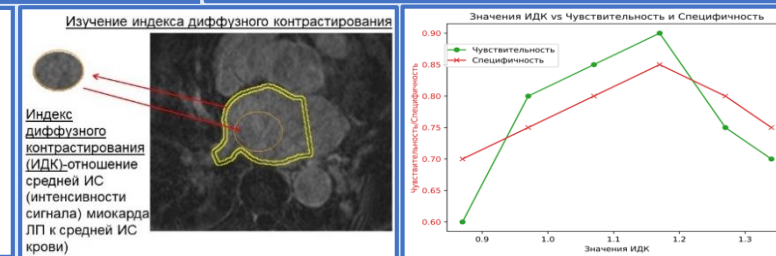 Изучение индекса диффузного контрастирования
Индекс
диффузного
контрастирования
(ИДК)-отношение
средней ИС
(интенсивности
сигнала) миокарда
ЛП к средней ИС
крови)
Значения ИДК vs Чувствительность и Специфичность
Чувствительность
Специфичность
Чувствительность/Специфичность
0.90
0.85
0.80
0.75
0.70
0.65
0.60
0.9
1.0
1.1
1.2
1.3
Значения ИДК